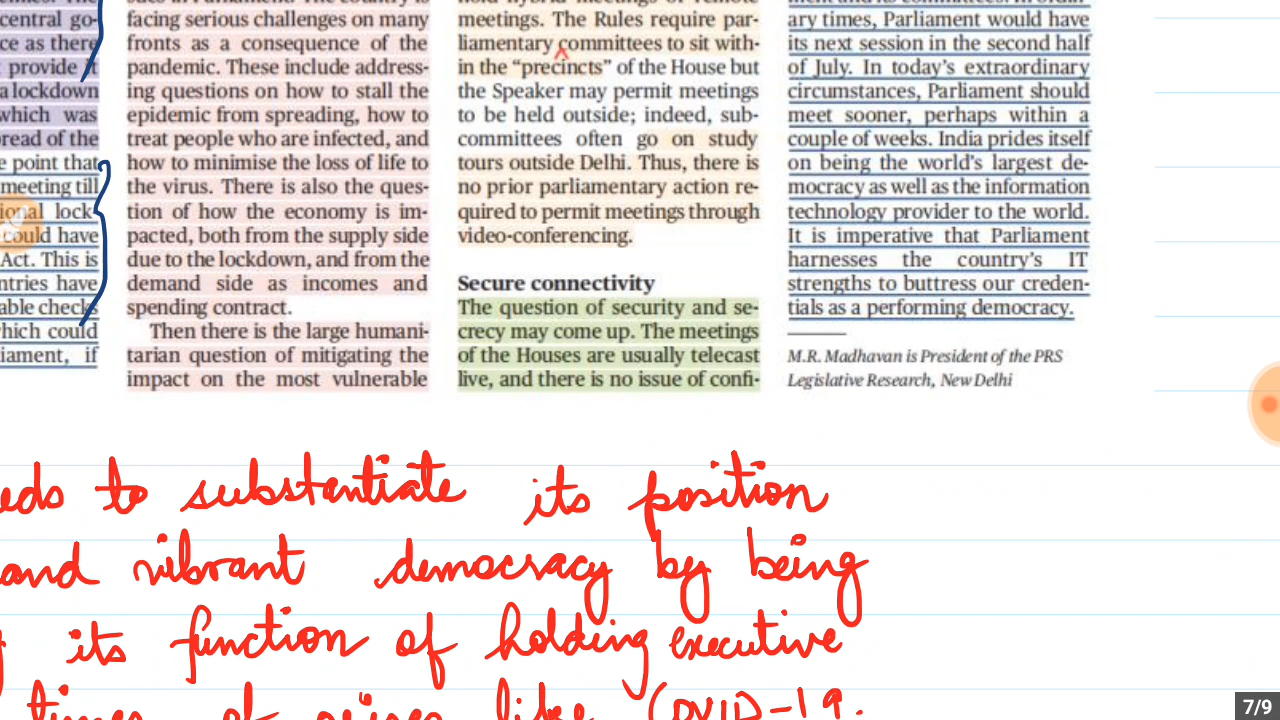 central go-
ce as there
provide
a lockdown
which was
read of the
e point that
meeting till
ional lock-
could have
Act. This is
ntries have
able check
hich could
iament, if
facing serious challenges on many
fronts as a consequence of the
pandemic. These include address-
ing questions on how to stall the
epidemic from spreading, how to
treat people who are infected, and
how to minimise the loss of life to
the virus. There is also the ques-
tion of how the economy is im-
pacted, both from the supply side
due to the lockdown, and from the
demand side as incomes and
spending contract.
Then there is the large humani-
tarian question of mitigating the
impact on the most vulnerable
hold hybrid meetings or remote
meetings. The Rules require par-
liamentary committees to sit with-
in the “precincts” of the House but
the Speaker may permit meetings
to be held outside; indeed, sub-
committees often go on study
tours outside Delhi. Thus, there is
no prior parliamentary action re-
quired to permit meetings through
video-conferencing.
Secure connectivity
The question of security and se-
crecy may come up. The meetings
of the Houses are usually telecast
live, and there is no issue of confi-
ary times, Parliament would have
its next session in the second half
of July. In today’s extraordinary
circumstances, Parliament should
meet sooner, perhaps within a
couple of weeks. India prides itself
on being the world’s largest de-
mocracy as well as the information
technology provider to the world.
It is imperative that Parliament
harnesses the country’s IT
strengths to buttress our creden-
tials as a performing democracy.
M.R. Madhavan is President of the PRS
Legislative Research, New Delhi
eds to substantiate its position
and vibrant democracy by being
its function of holding executive
times of crises like COVID-19.
7/9